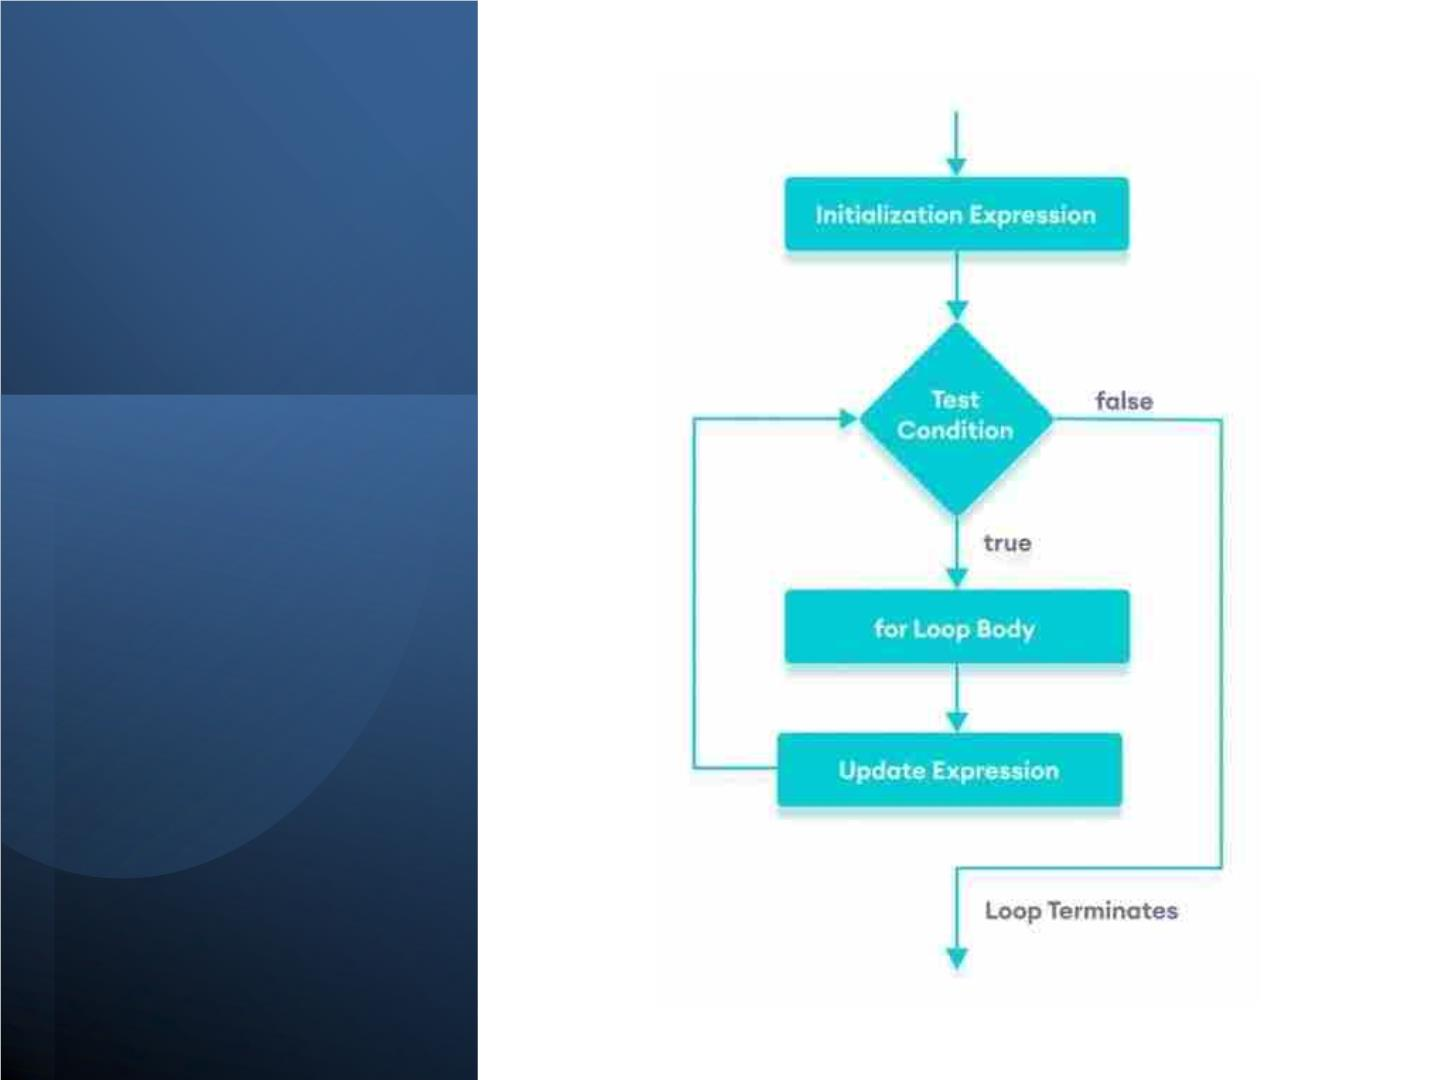 Initialization Expression
Test
Condition
false
true
for Loop Body
Update Expression
Loop Terminates